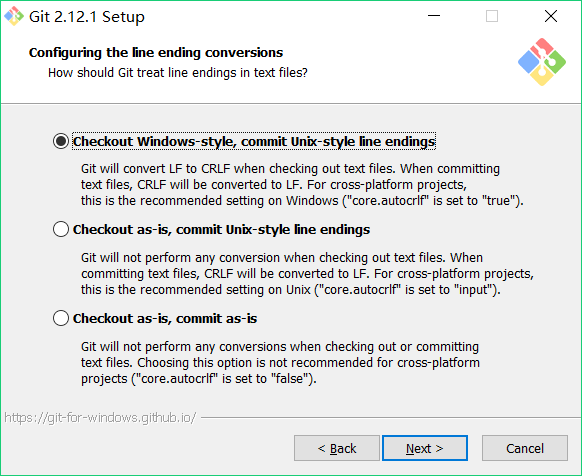 Git 2.12.1 Setup
Configuring the line ending conversions
How should Git treat line endings in text files?
Checkout Windows-style, commit Unix-style line endings
Git will convert LF to CRLF when checking out text files. When committing
text files, CRLF will be converted to LF. For cross-platform projects,
this is the recommended setting on Windows ("core.autocrlf" is set to "true").
Checkout as-is, commit Unix-style line endings
Git will not perform any conversion when checking out text files. When
committing text files, CRLF will be converted to LF. For cross-platform projects,
this is the recommended setting on Unix ("core.autocrlf" is set to "input").
Checkout as-is, commit as-is
Git will not perform any conversions when checking out or committing
text files. Choosing this option is not recommended for cross-platform
projects ("core.autocrlf" is set to "false").
https://git-for-windows.github.io/
< Back Next > Cancel